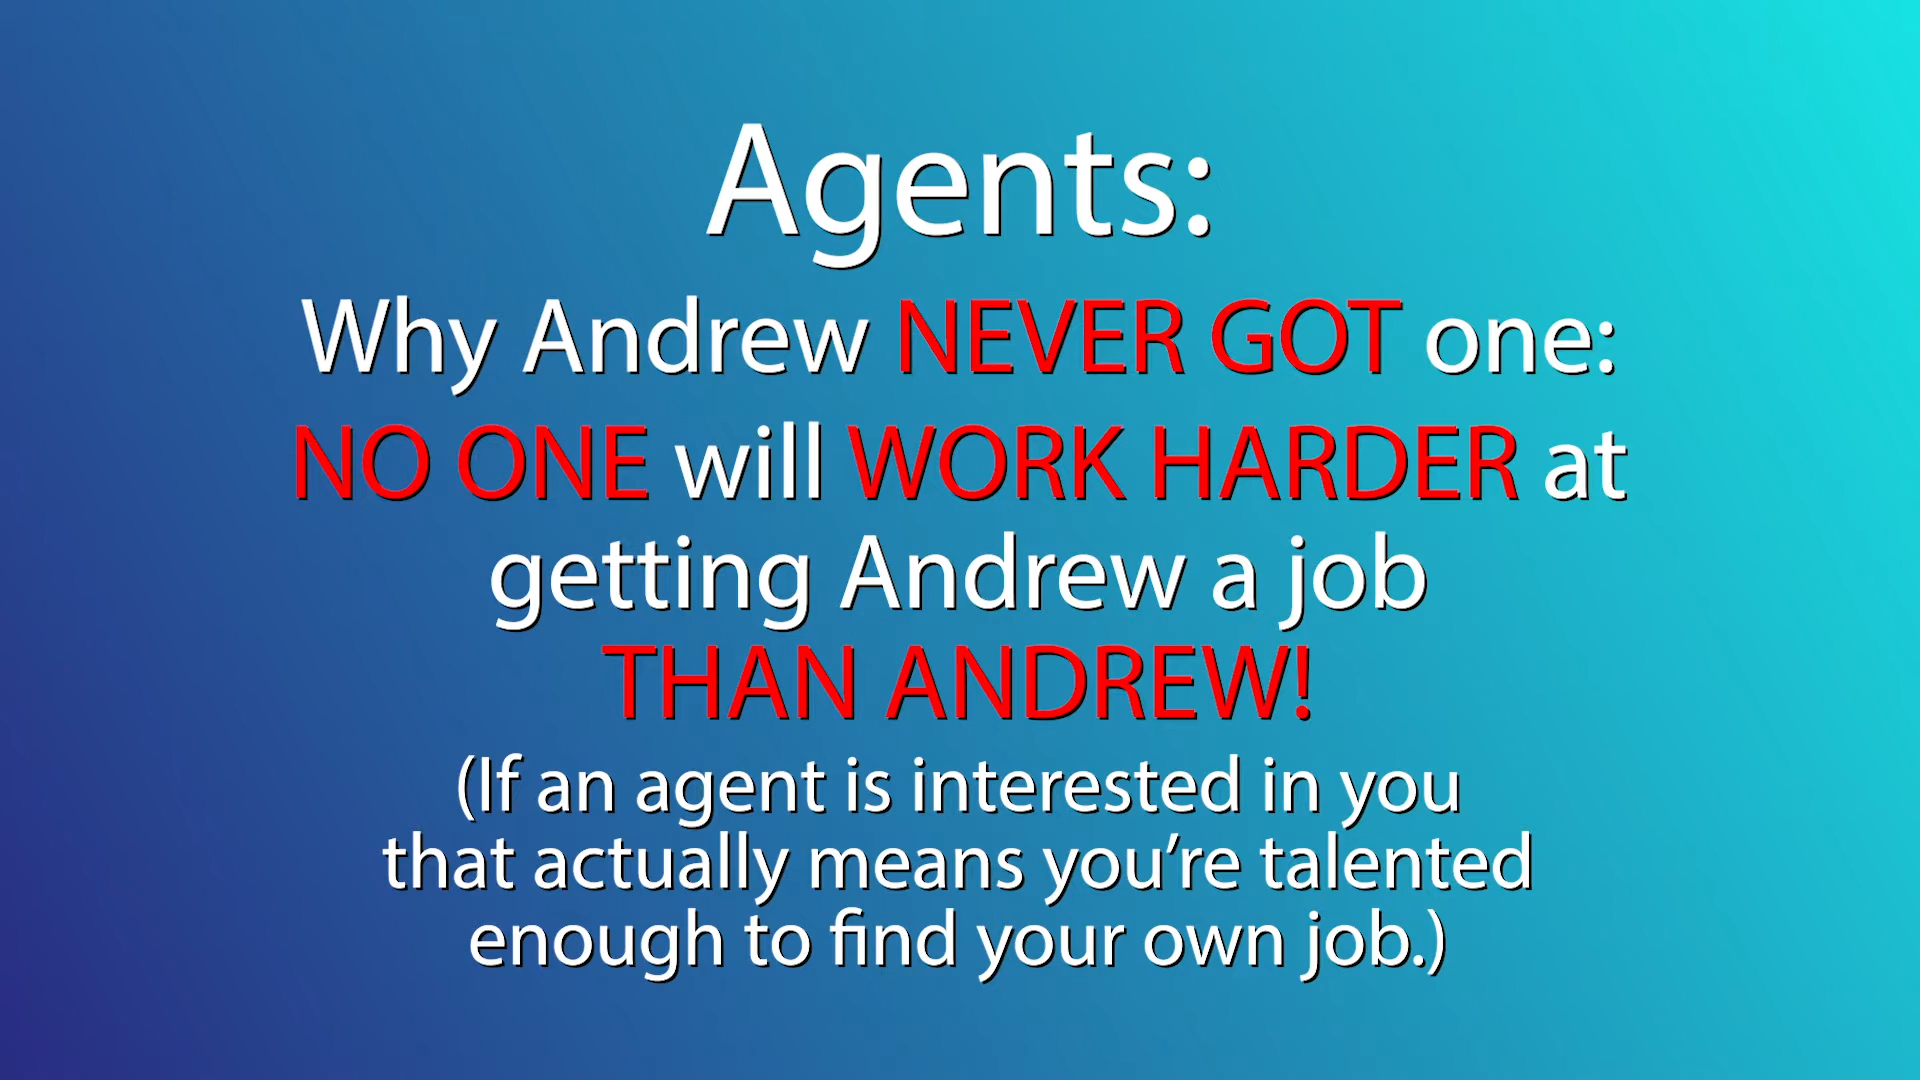 Agents:
Why Andrew NEVER GOT one:
NO ONE will WORK HARDER at
getting Andrew a job
THAN ANDREW!
(If an agent is interested in you
that actually means you’re talented
enough to find your own job.)